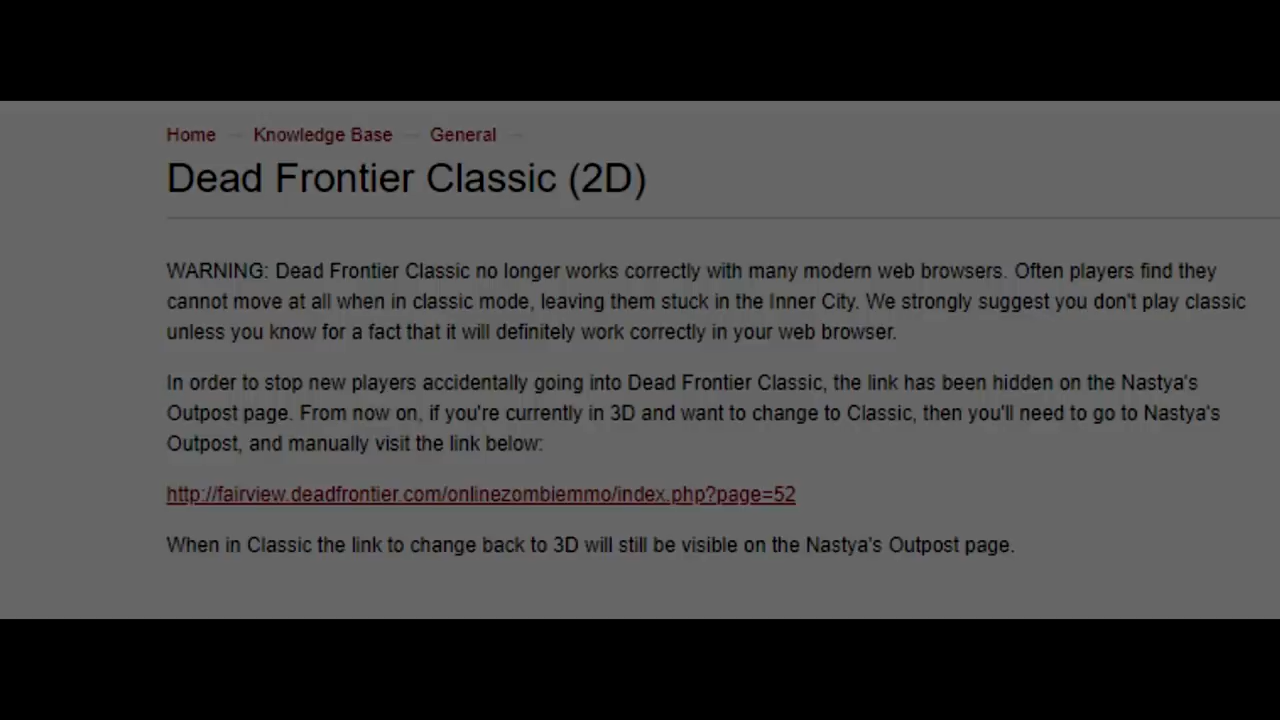 Home → Knowledge Base → General →
Dead Frontier Classic (2D)
WARNING: Dead Frontier Classic no longer works correctly with many modern web browsers. Often players find they
cannot move at all when in classic mode, leaving them stuck in the Inner City. We strongly suggest you don't play classic
unless you know for a fact that it will definitely work correctly in your web browser.
In order to stop new players accidentally going into Dead Frontier Classic, the link has been hidden on the Nastya's
Outpost page. From now on, if you're currently in 3D and want to change to Classic, then you'll need to go to Nastya's
Outpost, and manually visit the link below:
http://fairview.deadfrontier.com/onlinezombiemmo/index.php?page=52
When in Classic the link to change back to 3D will still be visible on the Nastya's Outpost page.